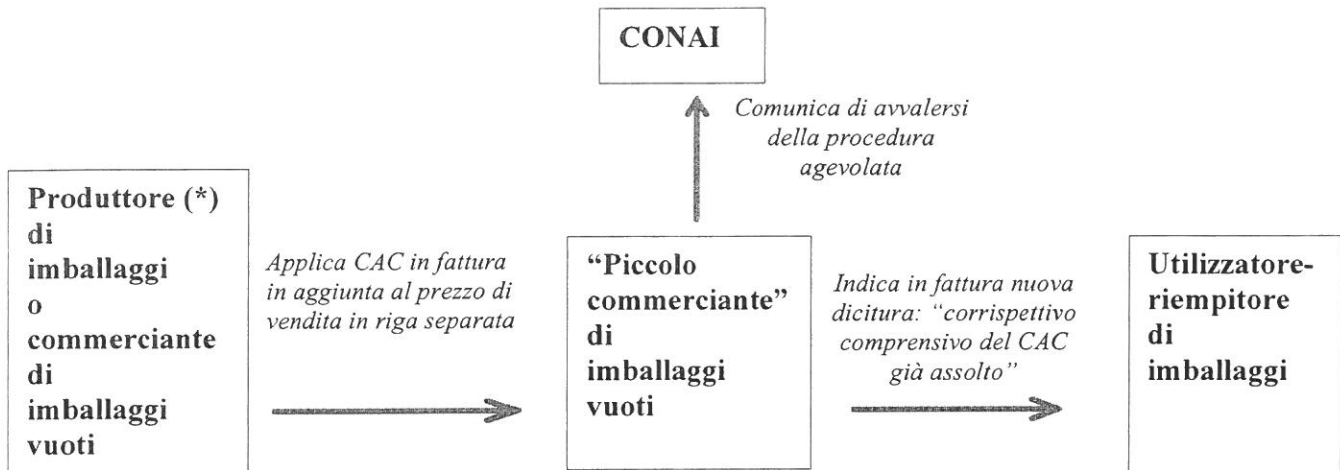 CONAI
Comunica di avvalersi
della procedura
agevolata
Produttore (*)
di
imballaggi
o
commerciante
di
imballaggi
vuoti
Applica CAC in fattura
in aggiunta al prezzo di
vendita in riga separata
“Piccolo
commerciante”
di
imballaggi
vuoti
Indica in fattura nuova
dicitura: “corrispettivo
comprensivo del CAC
già assolto”
Utilizzatore-
riempitore
di
imballaggi